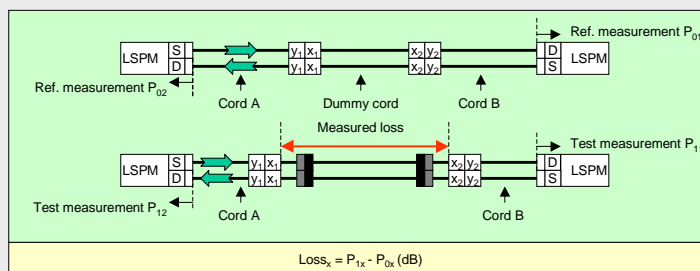 Ref. measurement P01
LSPM S D y1 x1 y1 x1 x2 y2 x2 y2 D S LSPM
Ref. measurement P02
Cord A Dummy cord Cord B
Measured loss
Test measurement P1
LSPM S D y1 x1 y1 x1 x2 y2 x2 y2 D S LSPM
Test measurement P12
Cord A Cord B
Lossx = P1x - P0x (dB)